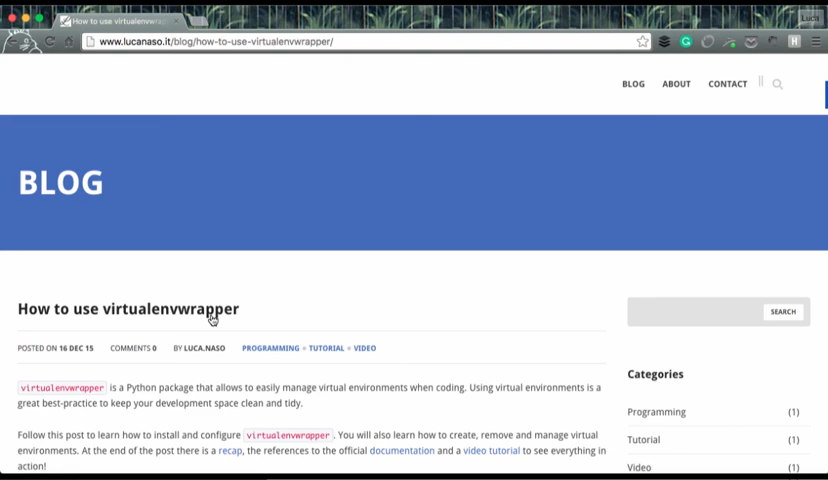 How to use virtualenvwrap
Luca
www.lucanaso.it/blog/how-to-use-virtualenvwrapper/
BLOG ABOUT CONTACT
BLOG
How to use virtualenvwrapper
SEARCH
POSTED ON 16 DEC 15 COMMENTS 0 BY LUCA.NASO PROGRAMMING TUTORIAL VIDEO
Categories
virtualenvwrapper is a Python package that allows to easily manage virtual environments when coding. Using virtual environments is a
great best-practice to keep your development space clean and tidy.
Programming (1)
Follow this post to learn how to install and configure virtualenvwrapper. You will also learn how to create, remove and manage virtual
environments. At the end of the post there is a recap, the references to the official documentation and a video tutorial to see everything in
action!
Tutorial (1)
Video (1)